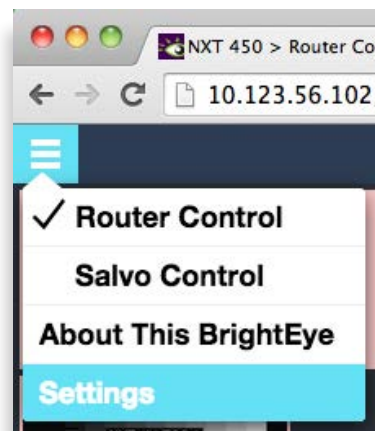 NXT 450 > Router Co
10.123.56.102
Router Control
Salvo Control
About This BrightEye
Settings